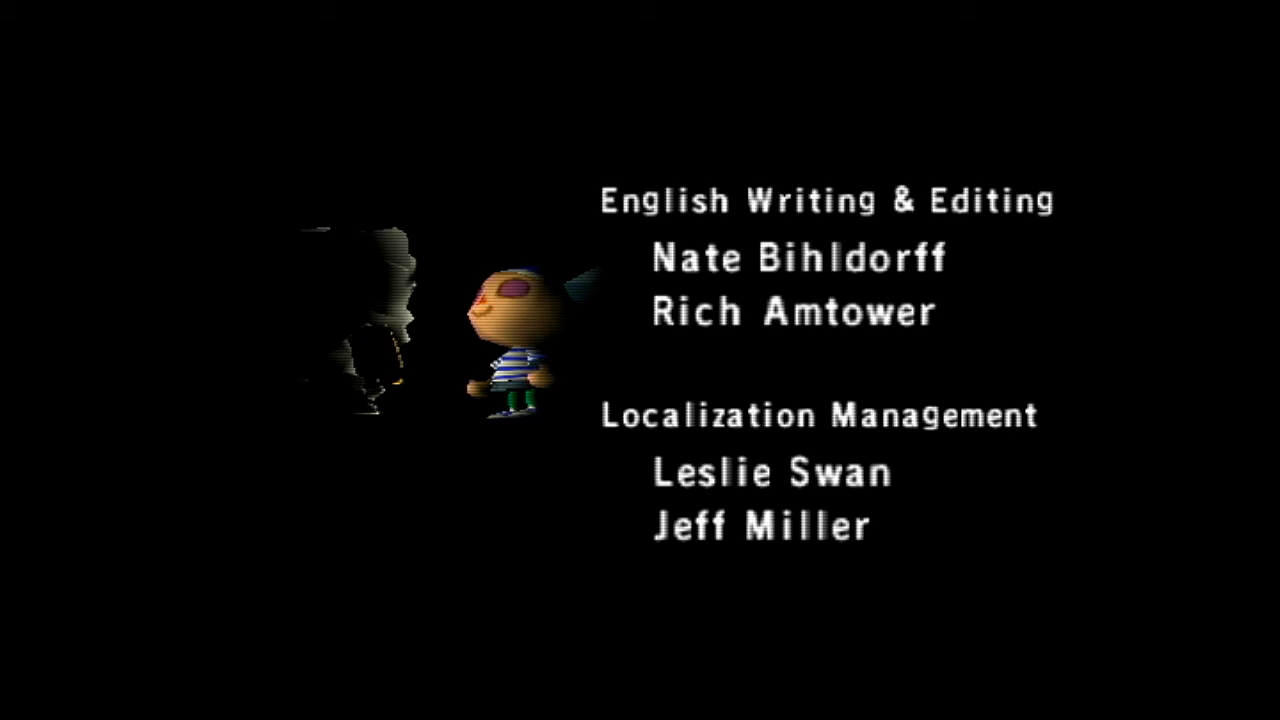 English Writing & Editing
Nate Bihldorff
Rich Amtower
Localization Management
Leslie Swan
Jeff Miller